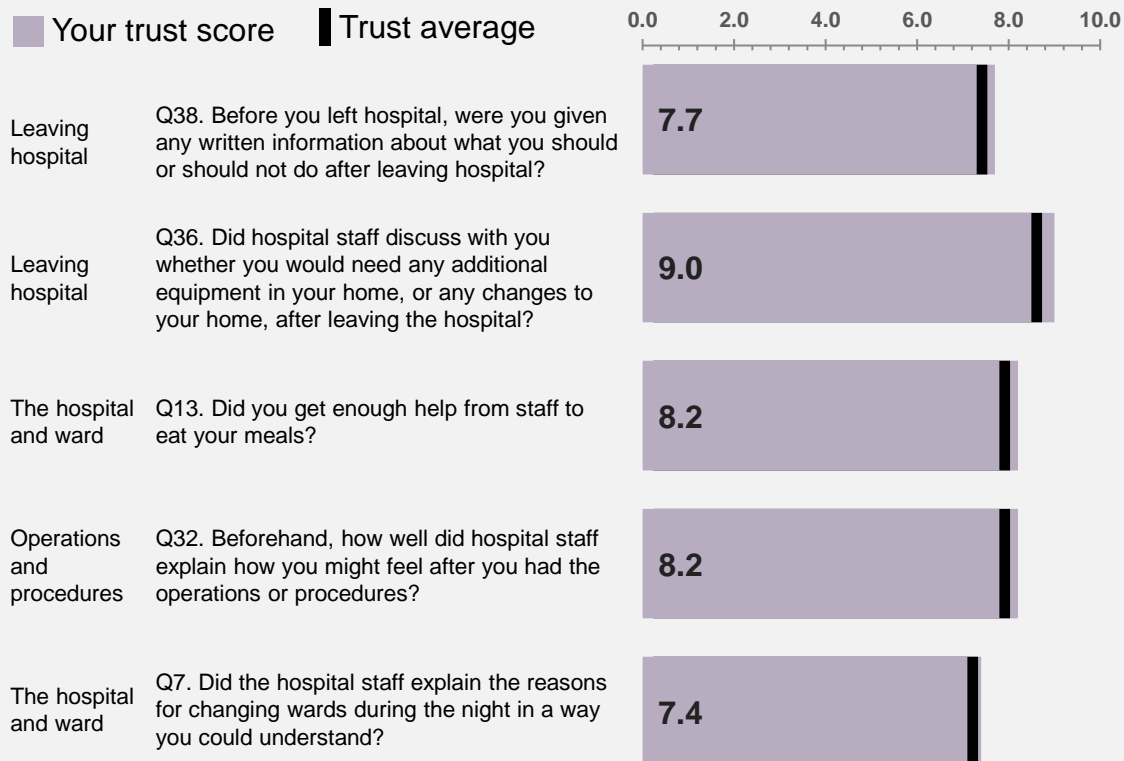 Your trust score
Trust average
0.0 2.0 4.0 6.0 8.0 10.0
Leaving
hospital
Q38. Before you left hospital, were you given
any written information about what you should
or should not do after leaving hospital?
7.7
Leaving
hospital
Q36. Did hospital staff discuss with you
whether you would need any additional
equipment in your home, or any changes to
your home, after leaving the hospital?
9.0
The hospital
and ward
Q13. Did you get enough help from staff to
eat your meals?
8.2
Operations
and
procedures
Q32. Beforehand, how well did hospital staff
explain how you might feel after you had the
operations or procedures?
8.2
The hospital
and ward
Q7. Did the hospital staff explain the reasons
for changing wards during the night in a way
you could understand?
7.4